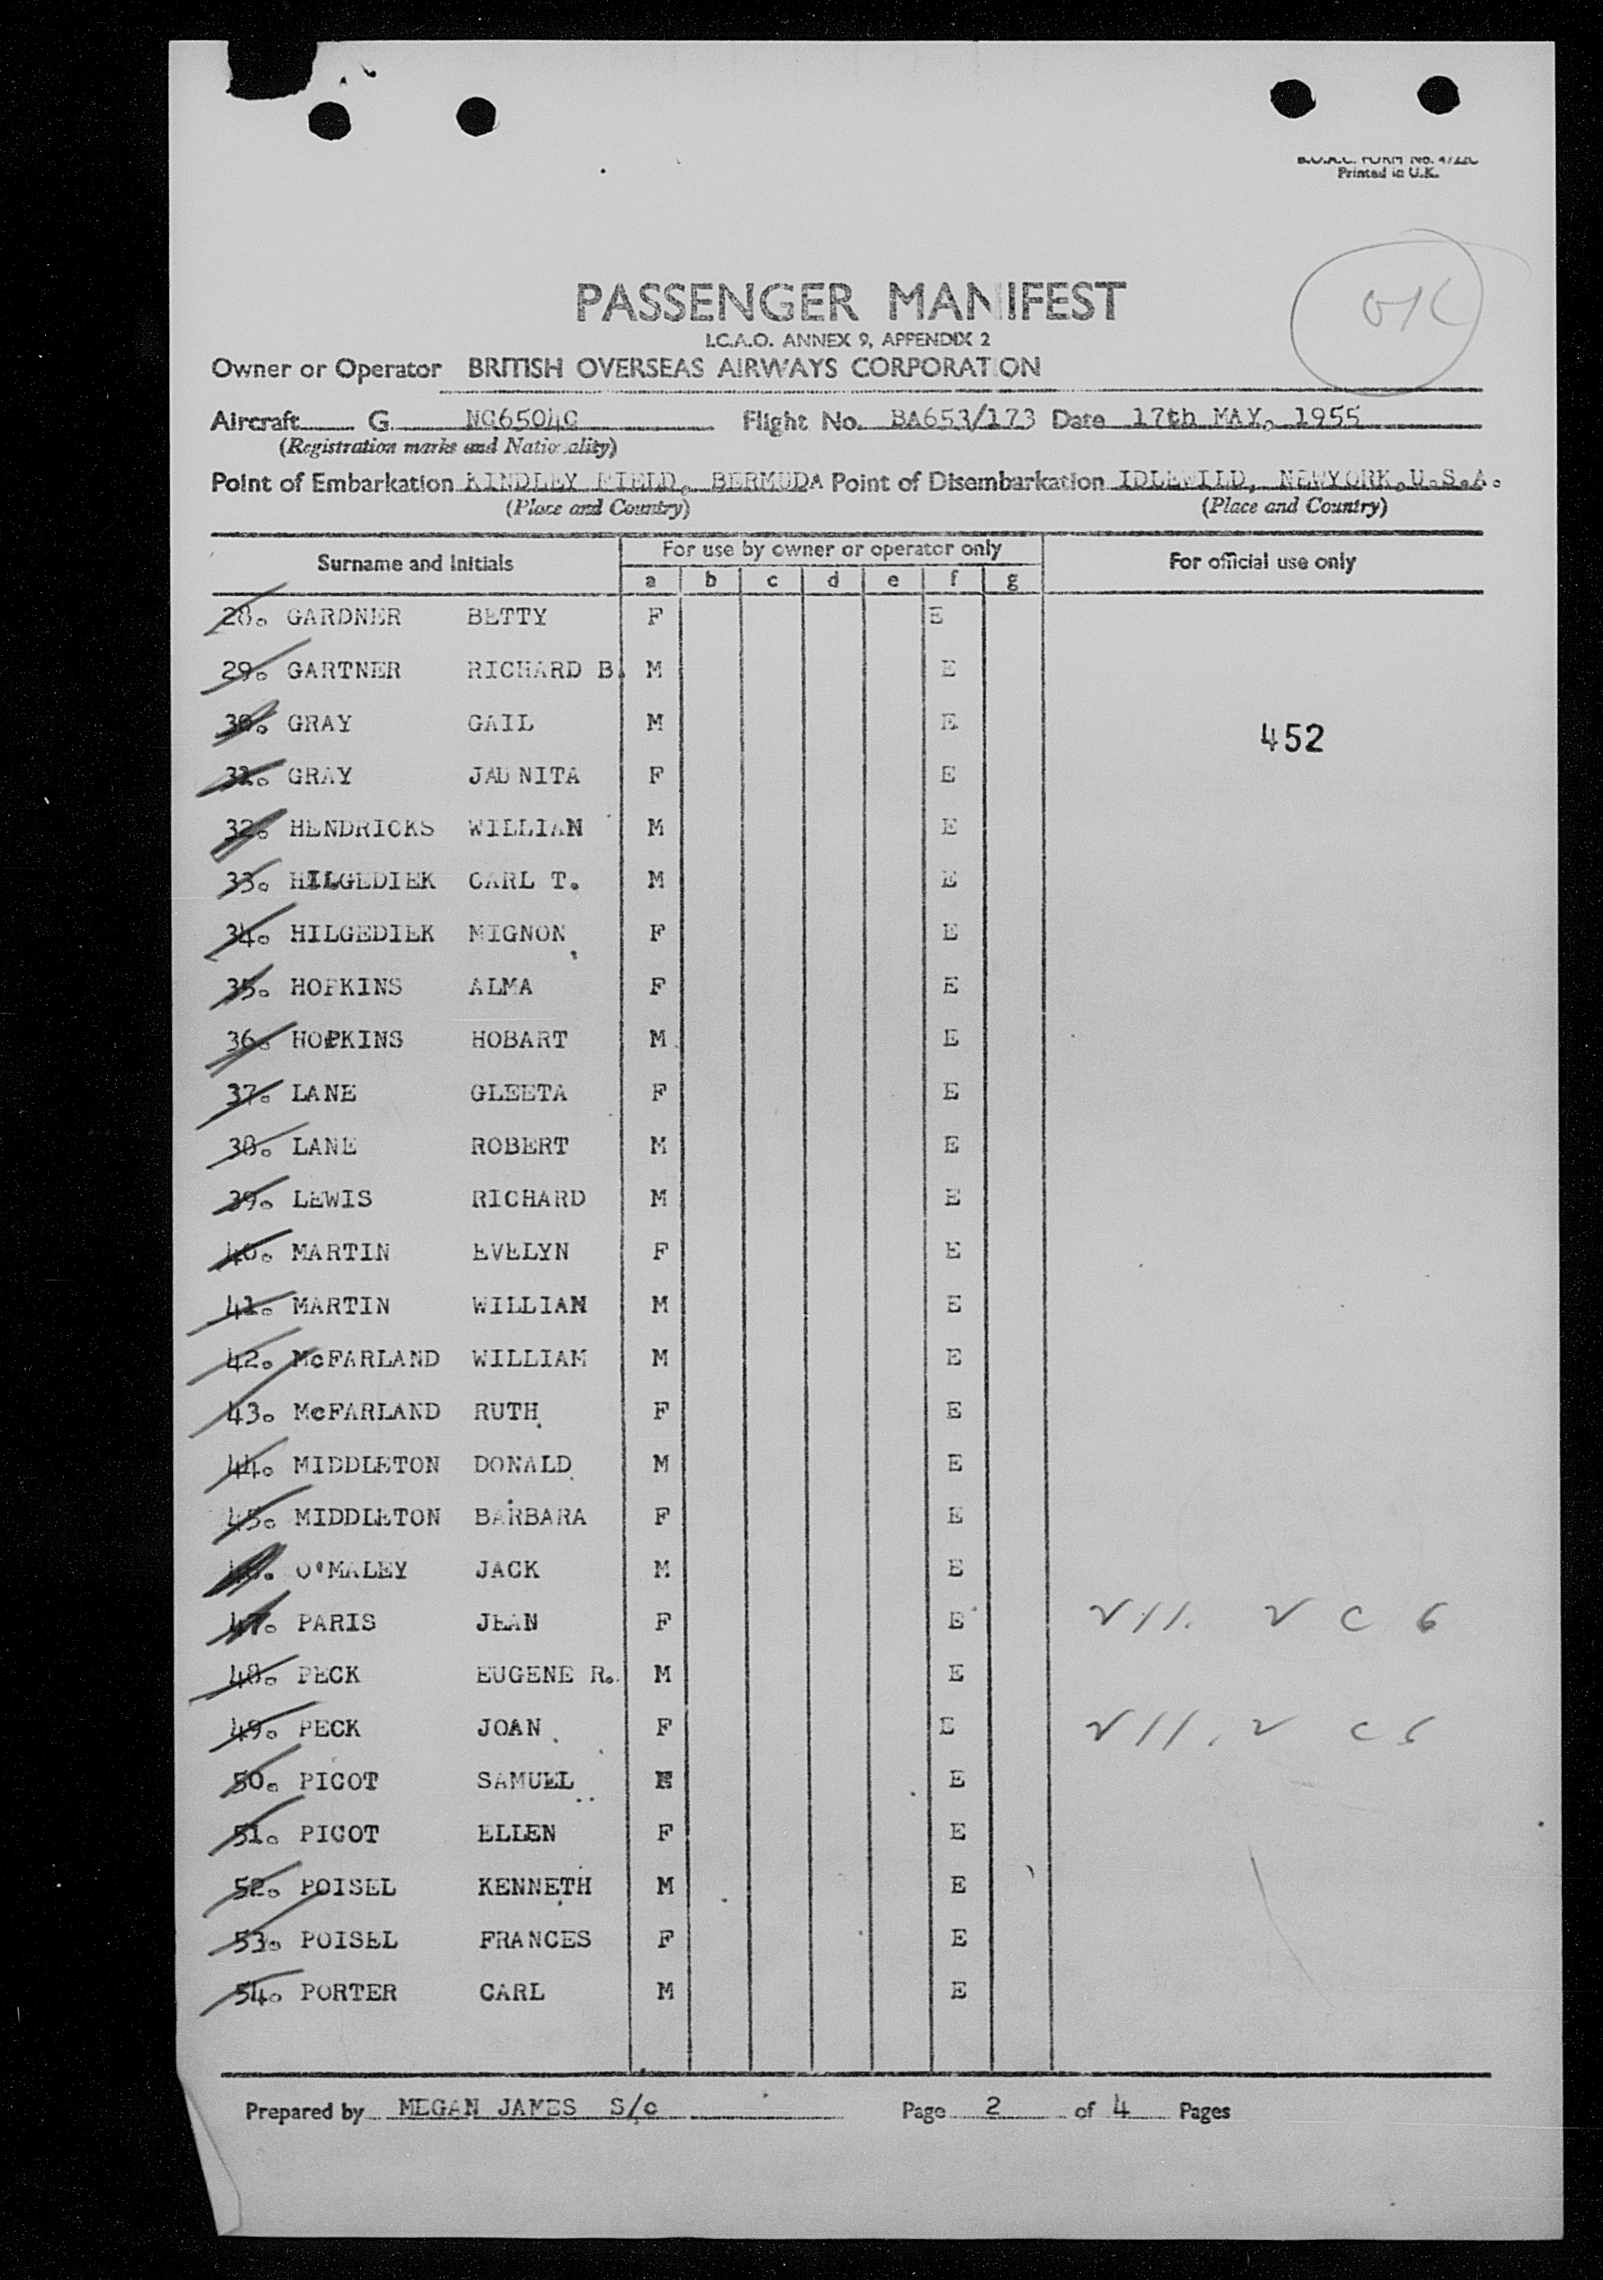 B.O.A.C. FORM No. 4722C
Printed in U.K.
OK
PASSENGER MANIFEST
I.C.A.O. ANNEX 9, APPENDIX 2
Owner or Operator BRITISH OVERSEAS AIRWAYS CORPORATION
Aircraft G NC6504C Flight No. BA653/173 Date 17th MAY, 1955
(Registration marks and Nationality)
Point of Embarkation KINDLEY FIELD, BERMUDA Point of Disembarkation IDLEWILD, NEWYORK, U.S.A.
(Place and Country) (Place and Country)
Surname and Initials For use by owner or operator only For official use only
a b c d e f g
28. GARDNER BETTY F E
29. GARTNER RICHARD B. M E
30. GRAY GAIL M E
452
31. GRAY JAUNITA F E
32. HENDRICKS WILLIAN M E
33. HILGEDIEK CARL T. M E
34. HILGEDIEK MIGNON F E
35. HOPKINS ALMA F E
36. HOPKINS HOBART M E
37. LANE GLEETA F E
38. LANE ROBERT M E
39. LEWIS RICHARD M E
40. MARTIN EVELYN F E
41. MARTIN WILLIAM M E
42. McFARLAND WILLIAM M E
43. McFARLAND RUTH F E
44. MIDDLETON DONALD M E
45. MIDDLETON BARBARA F E
46. O'MALEY JACK M E
47. PARIS JEAN F E
48. PECK EUGENE R. M E
49. PECK JOAN F E
50. PICOT SAMUEL E
51. PICOT ELLEN F E
52. POISEL KENNETH M E
53. POISEL FRANCES F E
54. PORTER CARL M E
Prepared by MEGAN JAMES S/c Page 2 of 4 Pages